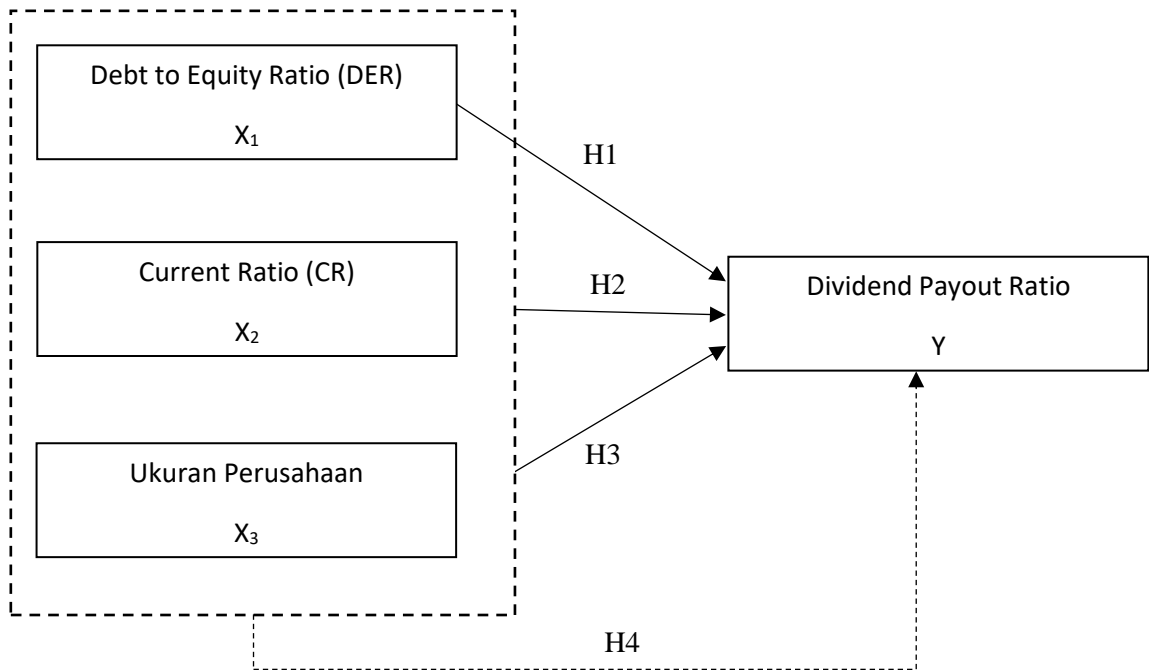 Debt to Equity Ratio (DER)
X₁
H1
Current Ratio (CR)
X₂
H2
Dividend Payout Ratio
Y
Ukuran Perusahaan
X₃
H3
H4